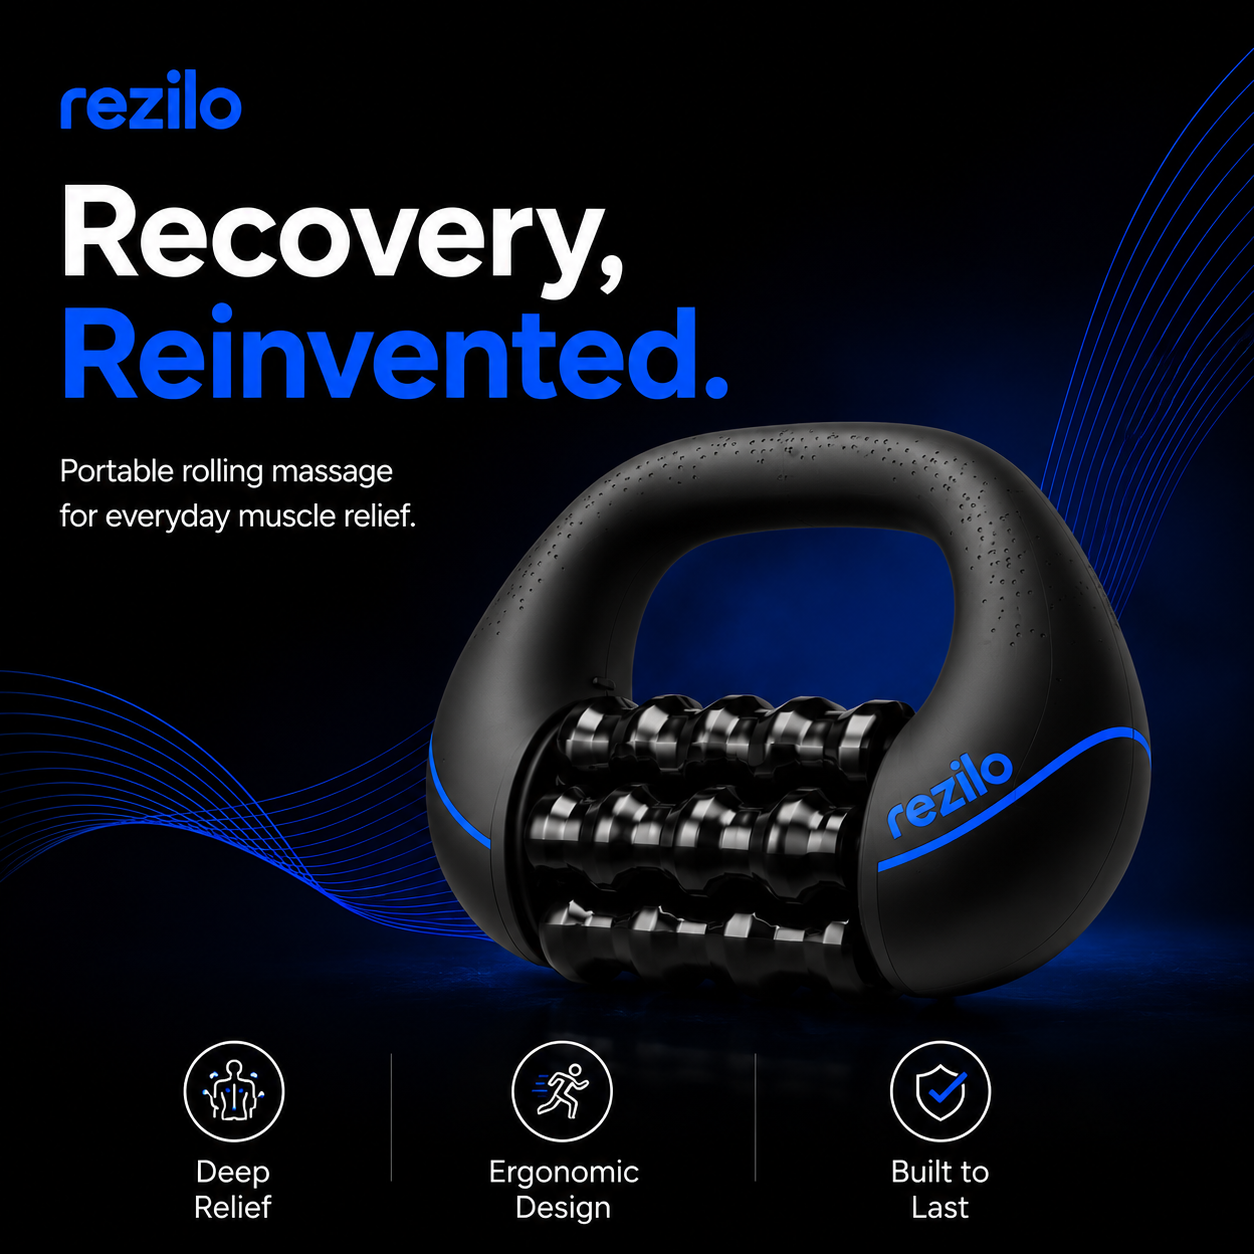 rezilo
Recovery,
Reinvented.
Portable rolling massage
for everyday muscle relief.
rezilo
Deep
Relief
Ergonomic
Design
Built to
Last